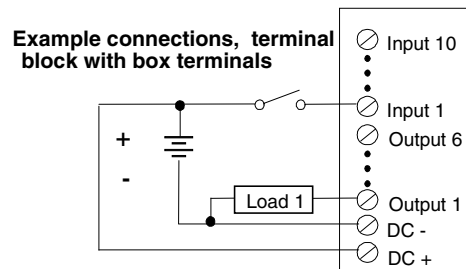 Example connections, terminal
block with box terminals
Input 10
Input 1
+
Output 6
-
Load 1
Output 1
DC -
DC +